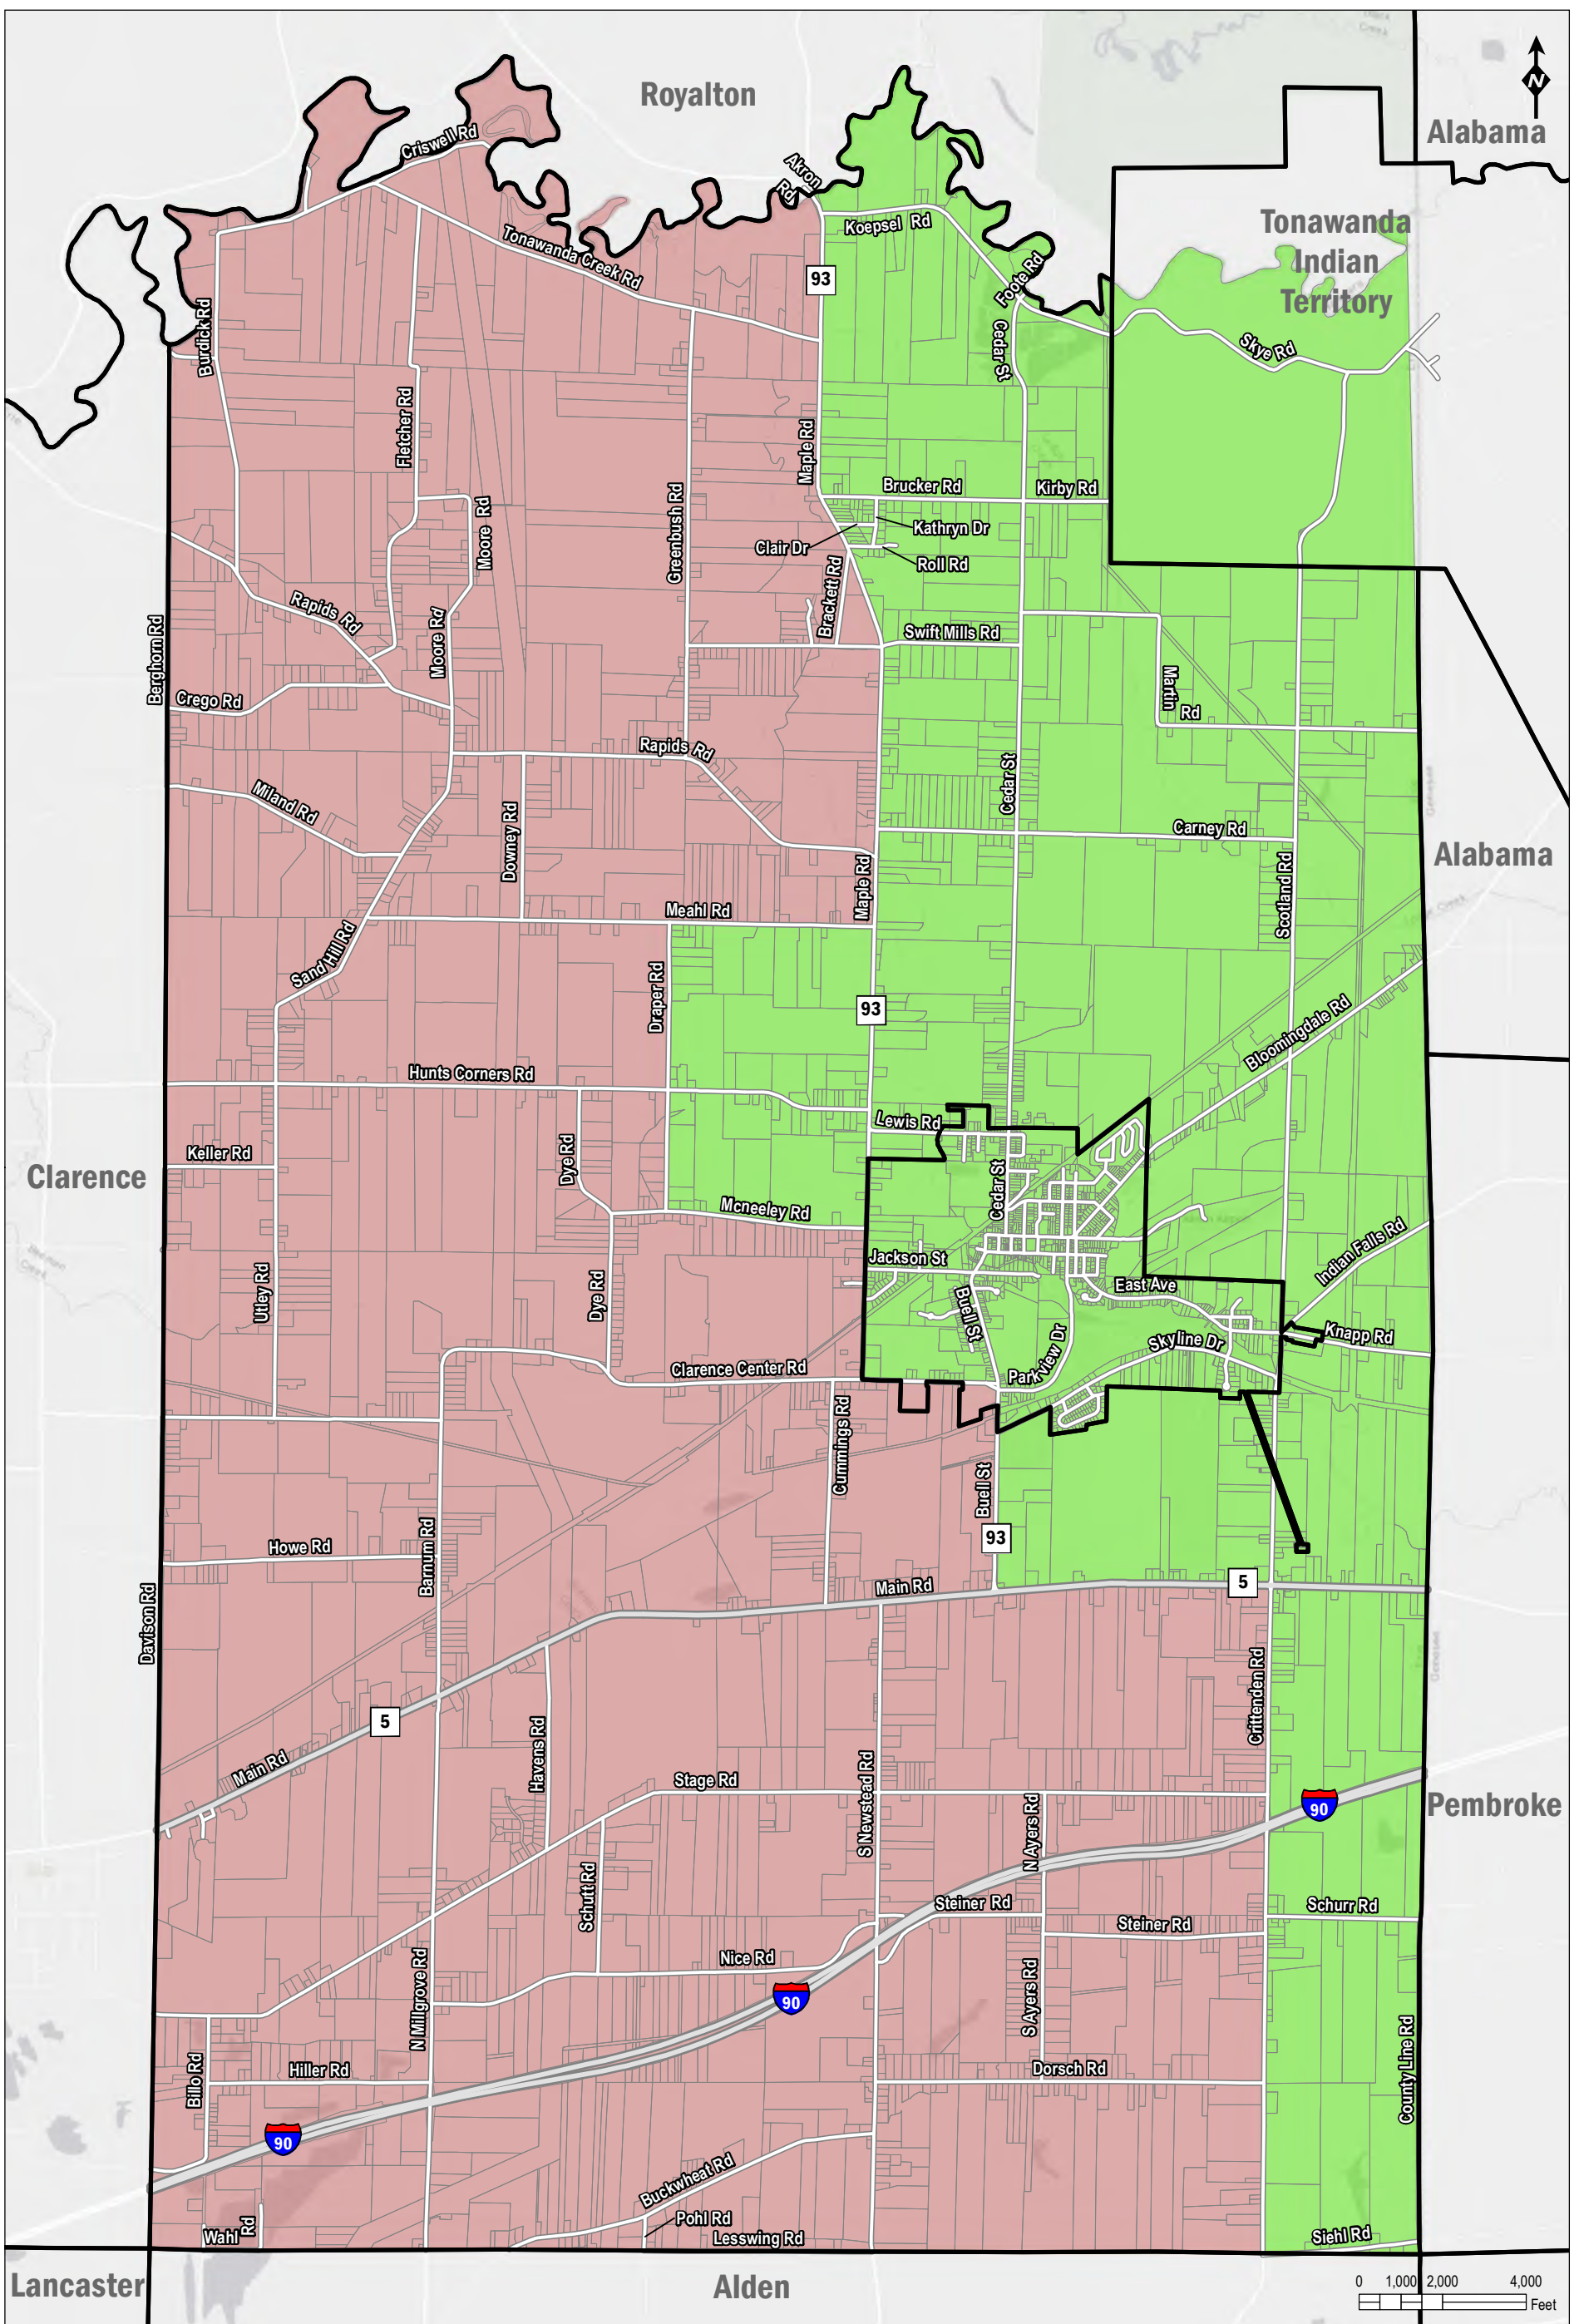 Royalton
N
Alabama
Criswell Rd
Akron
Rd
Koepsel Rd
Tonawanda
Indian
Territory
Tonawanda Creek Rd
93
Foote Rd
Burdick Rd
Cedar St
Skye Rd
Fletcher Rd
Maple Rd
Brucker Rd
Kirby Rd
Moore Rd
Greenbush Rd
Kathryn Dr
Clair Dr
Roll Rd
Brackett Rd
Rapids Rd
Moore Rd
Swift Mills Rd
Berghorn Rd
Crego Rd
Martin
Rd
Rapids Rd
Cedar St
Miland Rd
Downey Rd
Carney Rd
Alabama
Maple Rd
Scotland Rd
Meahl Rd
Sand Hill Rd
Draper Rd
93
Bloomingdale Rd
Hunts Corners Rd
Lewis Rd
Dye Rd
Keller Rd
Clarence
Cedar St
Mcneeley Rd
Jackson St
Indian Falls Rd
Utley Rd
Dye Rd
East Ave
Buell St
Knapp Rd
Skyline Dr
Parkview Dr
Clarence Center Rd
Cummings Rd
Buell St
93
Howe Rd
Barnum Rd
Main Rd
5
Davison Rd
Crittenden Rd
5
Main Rd
Havens Rd
Stage Rd
S Newstead Rd
N Ayers Rd
90
Pembroke
Schutt Rd
Steiner Rd
Schurr Rd
Steiner Rd
Nice Rd
N Millgrove Rd
90
S Ayers Rd
Billo Rd
Hiller Rd
Dorsch Rd
County Line Rd
90
Buckwheat Rd
Wahl Rd
Pohl Rd
Lesswing Rd
Siehl Rd
Lancaster
Alden
0 1,000 2,000 4,000
Feet